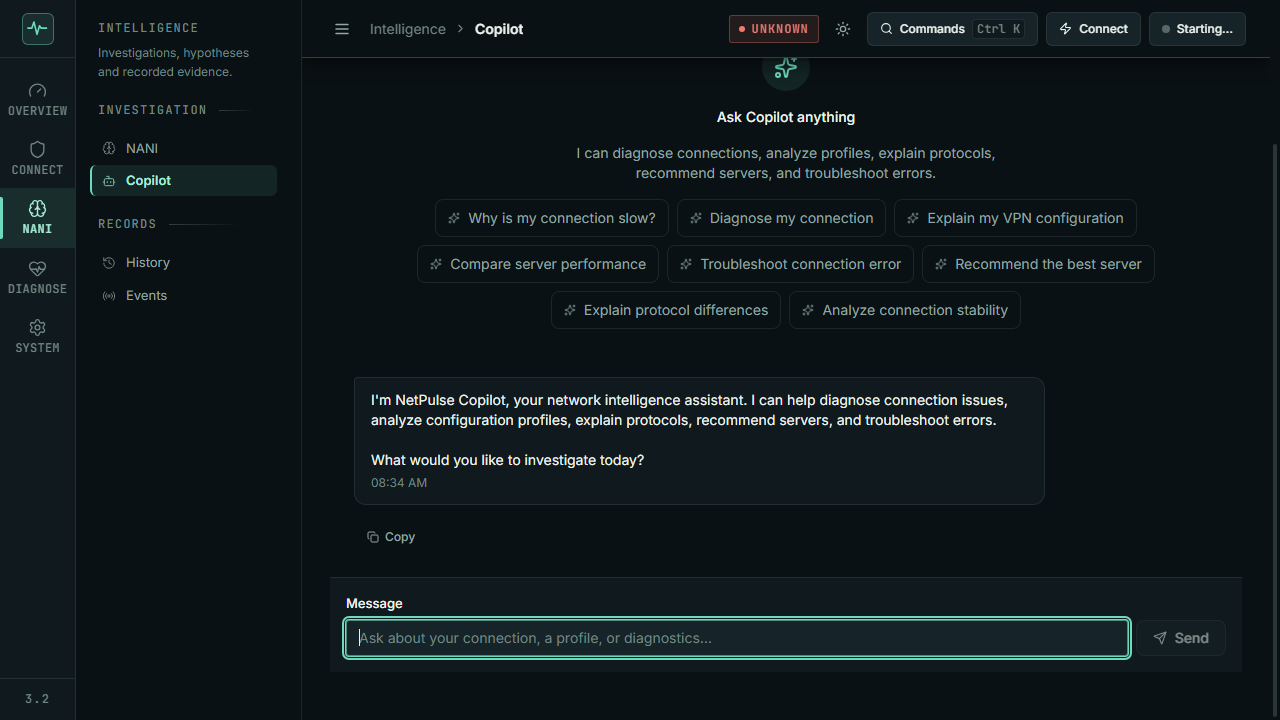 INTELLIGENCE
Investigations, hypotheses
and recorded evidence.
INVESTIGATION
NANI
Copilot
RECORDS
History
Events
OVERVIEW
CONNECT
NANI
DIAGNOSE
SYSTEM
3.2
Intelligence > Copilot
UNKNOWN
Commands Ctrl K
Connect
Starting...
Ask Copilot anything
I can diagnose connections, analyze profiles, explain protocols,
recommend servers, and troubleshoot errors.
Why is my connection slow?
Diagnose my connection
Explain my VPN configuration
Compare server performance
Troubleshoot connection error
Recommend the best server
Explain protocol differences
Analyze connection stability
I'm NetPulse Copilot, your network intelligence assistant. I can help diagnose connection issues,
analyze configuration profiles, explain protocols, recommend servers, and troubleshoot errors.
What would you like to investigate today?
08:34 AM
Copy
Message
Ask about your connection, a profile, or diagnostics...
Send